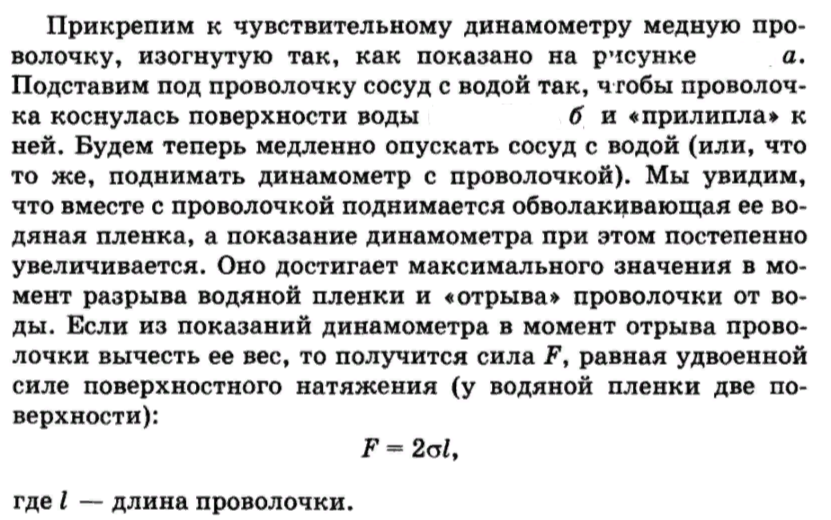 Прикрепим к чувствительному динамометру медную про-
волочку, изогнутую так, как показано на рисунке а.
Подставим под проволочку сосуд с водой так, чтобы проволоч-
ка коснулась поверхности воды б и «прилипла» к
ней. Будем теперь медленно опускать сосуд с водой (или, что
то же, поднимать динамометр с проволочкой). Мы увидим,
что вместе с проволочкой поднимается обволакивающая ее во-
дяная пленка, а показание динамометра при этом постепенно
увеличивается. Оно достигает максимального значения в мо-
мент разрыва водяной пленки и «отрыва» проволочки от во-
ды. Если из показаний динамометра в момент отрыва прово-
лочки вычесть ее вес, то получится сила F, равная удвоенной
силе поверхностного натяжения (у водяной пленки две по-
верхности):
F = 2σl,
где l — длина проволочки.